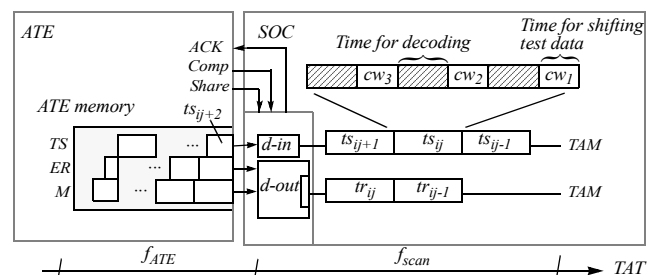 ATE
SOC
ACK
Comp
Share
Time for decoding
Time for shifting
test data
cw3
cw2
cw1
ATE memory
tsij+2
TS
...
d-in
tsij+1
tsij
tsij-1
TAM
ER
...
M
...
d-out
trij
trij-1
TAM
fATE
fscan
TAT